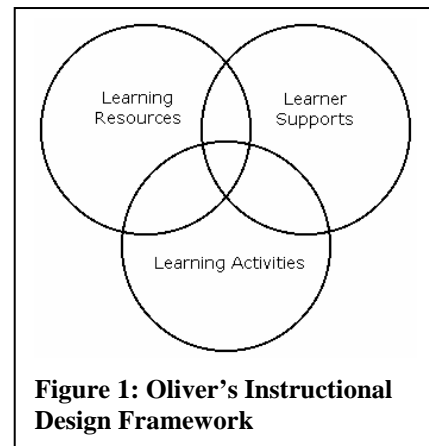 Learning
Resources
Learner
Supports
Learning Activities
Figure 1: Oliver's Instructional
Design Framework